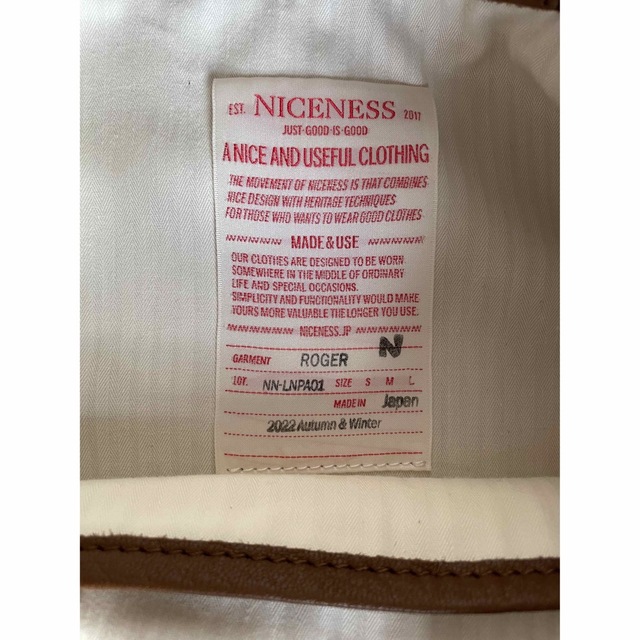 EST. NICENESS 2017
JUST·GOOD·IS·GOOD
A NICE AND USEFUL CLOTHING
THE MOVEMENT OF NICENESS IS THAT COMBINES
NICE DESIGN WITH HERITAGE TECHNIQUES
FOR THOSE WHO WANTS TO WEAR GOOD CLOTHES
MADE & USE
OUR CLOTHES ARE DESIGNED TO BE WORN
SOMEWHERE IN THE MIDDLE OF ORDINARY
LIFE AND SPECIAL OCCASIONS.
SIMPLICITY AND FUNCTIONALITY WOULD MAKE
YOURS MORE VALUABLE THE LONGER YOU USE.
NICENESS.JP
GARMENT ROGER N
LOT. NN-LNPA01 SIZE S M L
MADE IN Japan
2022 Autumn & Winter